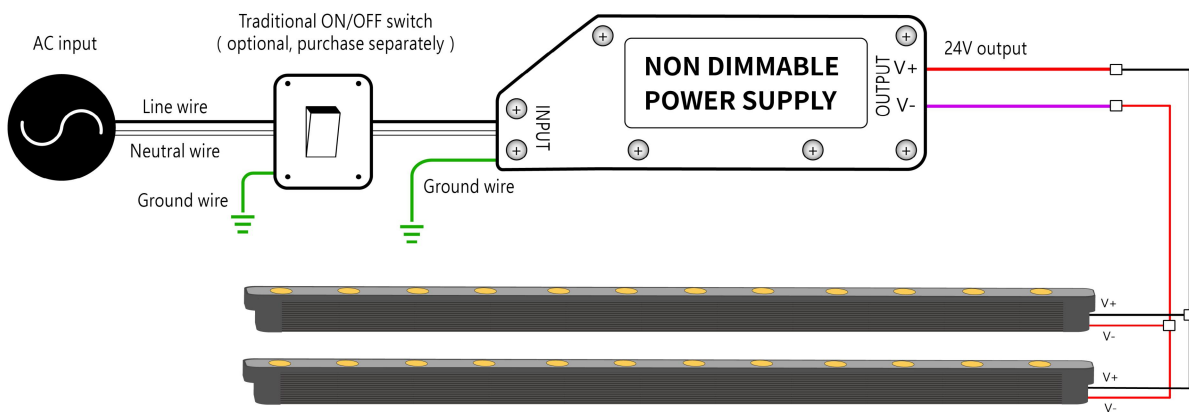 AC input
Traditional ON/OFF switch
( optional, purchase separately )
Line wire
Neutral wire
Ground wire
Ground wire
INPUT
NON DIMMABLE
POWER SUPPLY
OUTPUT
V+
V-
24V output
V+
V-
V+
V-